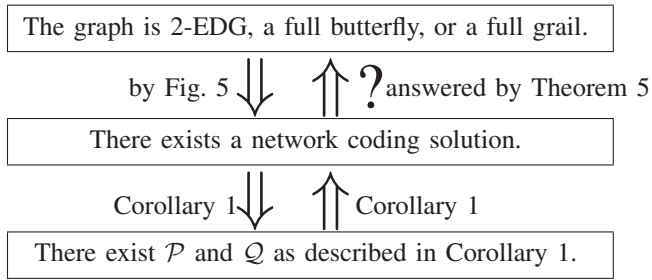 The graph is 2-EDG, a full butterfly, or a full grail.
by Fig. 5 ? answered by Theorem 5
There exists a network coding solution.
Corollary 1 Corollary 1
There exist 𝒫 and 𝒬 as described in Corollary 1.